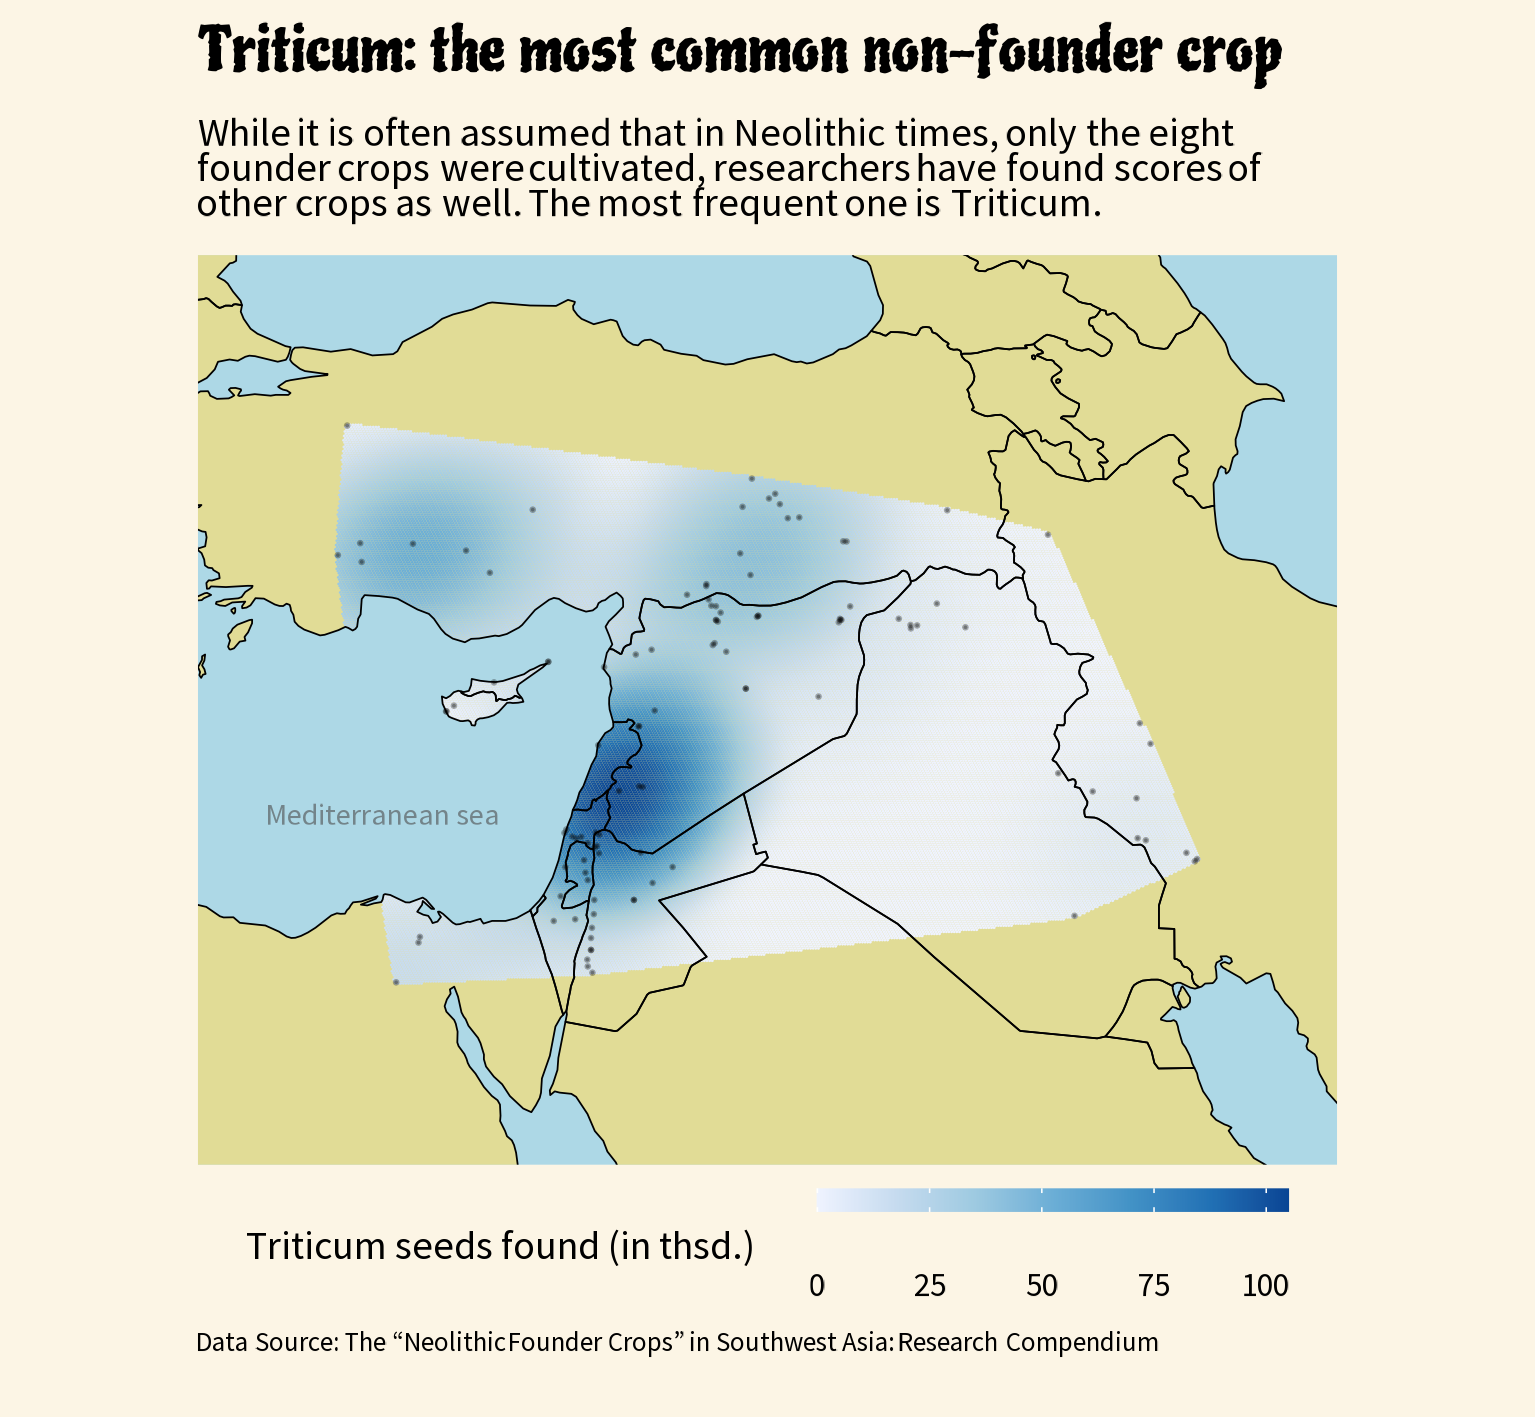 Triticum: the most common non-founder crop
While it is often assumed that in Neolithic times, only the eight
founder crops were cultivated, researchers have found scores of
other crops as well. The most frequent one is Triticum.
Mediterranean sea
Triticum seeds found (in thsd.)
0 25 50 75 100
Data Source: The “Neolithic Founder Crops” in Southwest Asia: Research Compendium